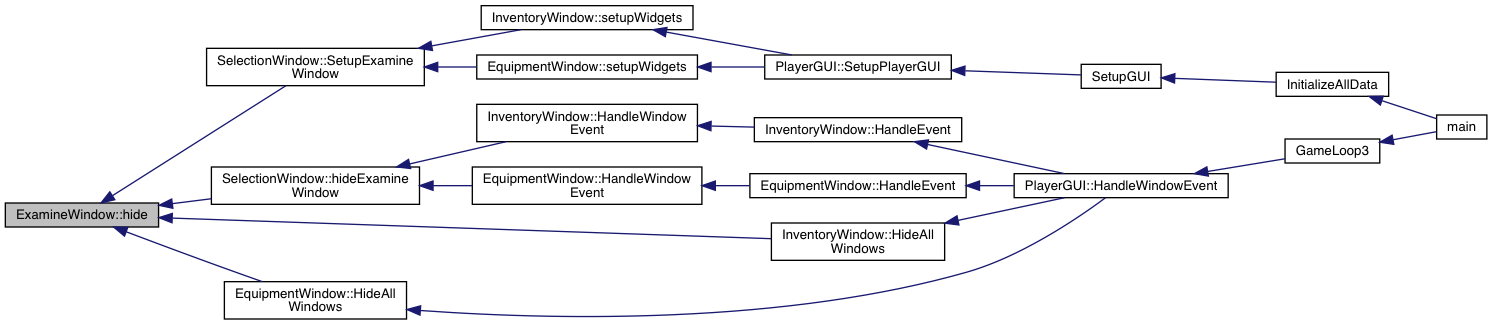 InventoryWindow::setupWidgets
SelectionWindow::SetupExamine
Window
EquipmentWindow::setupWidgets
PlayerGUI::SetupPlayerGUI
SetupGUI
InitializeAllData
InventoryWindow::HandleWindow
Event
InventoryWindow::HandleEvent
main
GameLoop3
SelectionWindow::hideExamine
Window
EquipmentWindow::HandleWindow
Event
EquipmentWindow::HandleEvent
PlayerGUI::HandleWindowEvent
ExamineWindow::hide
InventoryWindow::HideAll
Windows
EquipmentWindow::HideAll
Windows